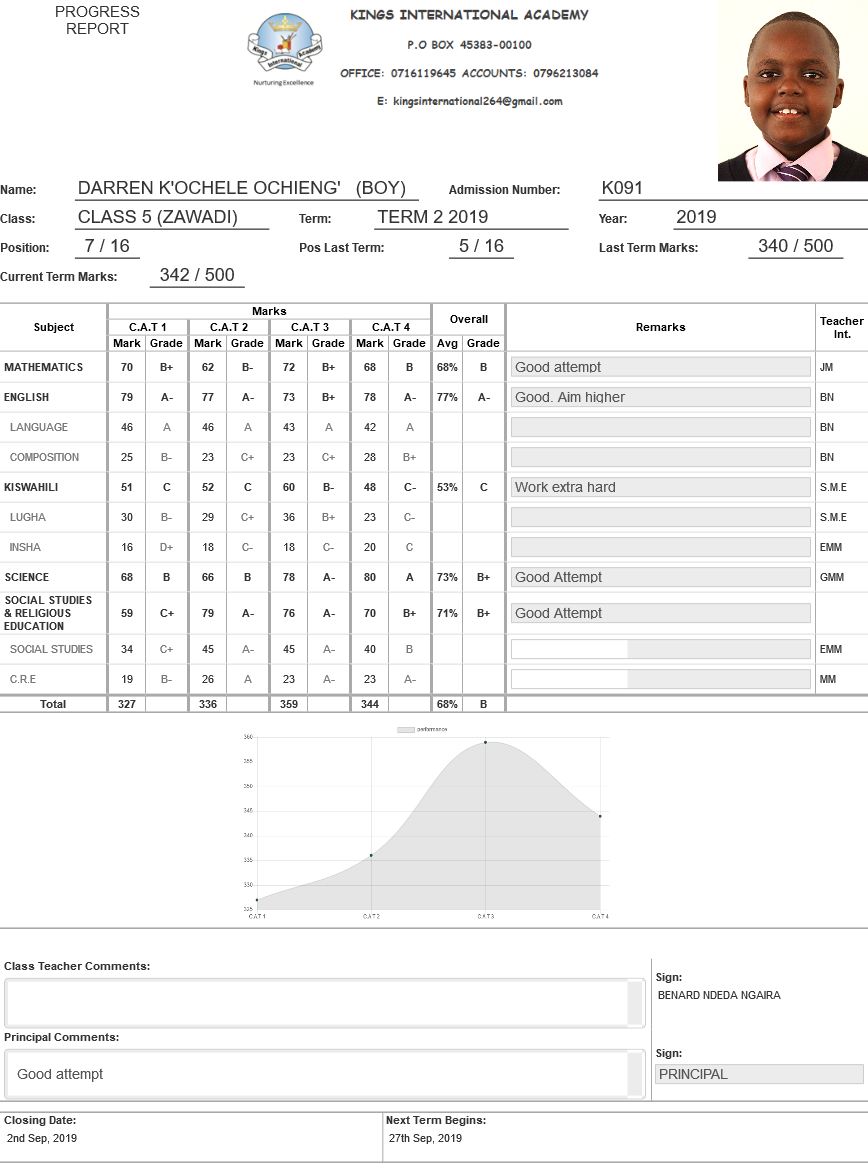 PROGRESS
REPORT
Kings International Academy
Nurturing Excellence
KINGS INTERNATIONAL ACADEMY
P.O BOX 45383-00100
OFFICE: 0716119645 ACCOUNTS: 0796213084
E: kingsinternational264@gmail.com
Name: DARREN K'OCHELE OCHIENG' (BOY) Admission Number: K091
Class: CLASS 5 (ZAWADI) Term: TERM 2 2019 Year: 2019
Position: 7 / 16 Pos Last Term: 5 / 16 Last Term Marks: 340 / 500
Current Term Marks: 342 / 500
Subject Marks Overall Remarks Teacher Int.
C.A.T 1 C.A.T 2 C.A.T 3 C.A.T 4
Mark Grade Mark Grade Mark Grade Mark Grade Avg Grade
MATHEMATICS 70 B+ 62 B- 72 B+ 68 B 68% B Good attempt JM
ENGLISH 79 A- 77 A- 73 B+ 78 A- 77% A- Good. Aim higher BN
LANGUAGE 46 A 46 A 43 A 42 A BN
COMPOSITION 25 B- 23 C+ 23 C+ 28 B+ BN
KISWAHILI 51 C 52 C 60 B- 48 C- 53% C Work extra hard S.M.E
LUGHA 30 B- 29 C+ 36 B+ 23 C- S.M.E
INSHA 16 D+ 18 C- 18 C- 20 C EMM
SCIENCE 68 B 66 B 78 A- 80 A 73% B+ Good Attempt GMM
SOCIAL STUDIES
& RELIGIOUS
EDUCATION 59 C+ 79 A- 76 A- 70 B+ 71% B+ Good Attempt
SOCIAL STUDIES 34 C+ 45 A- 45 A- 40 B EMM
C.R.E 19 B- 26 A 23 A- 23 A- MM
Total 327 336 359 344 68% B
performance
360
355
350
345
340
335
330
325
CAT1 CAT2 CAT3 CAT4
Class Teacher Comments:
Sign:
BENARD NDEDA NGAIRA
Principal Comments:
Good attempt
Sign:
PRINCIPAL
Closing Date: Next Term Begins:
2nd Sep, 2019 27th Sep, 2019